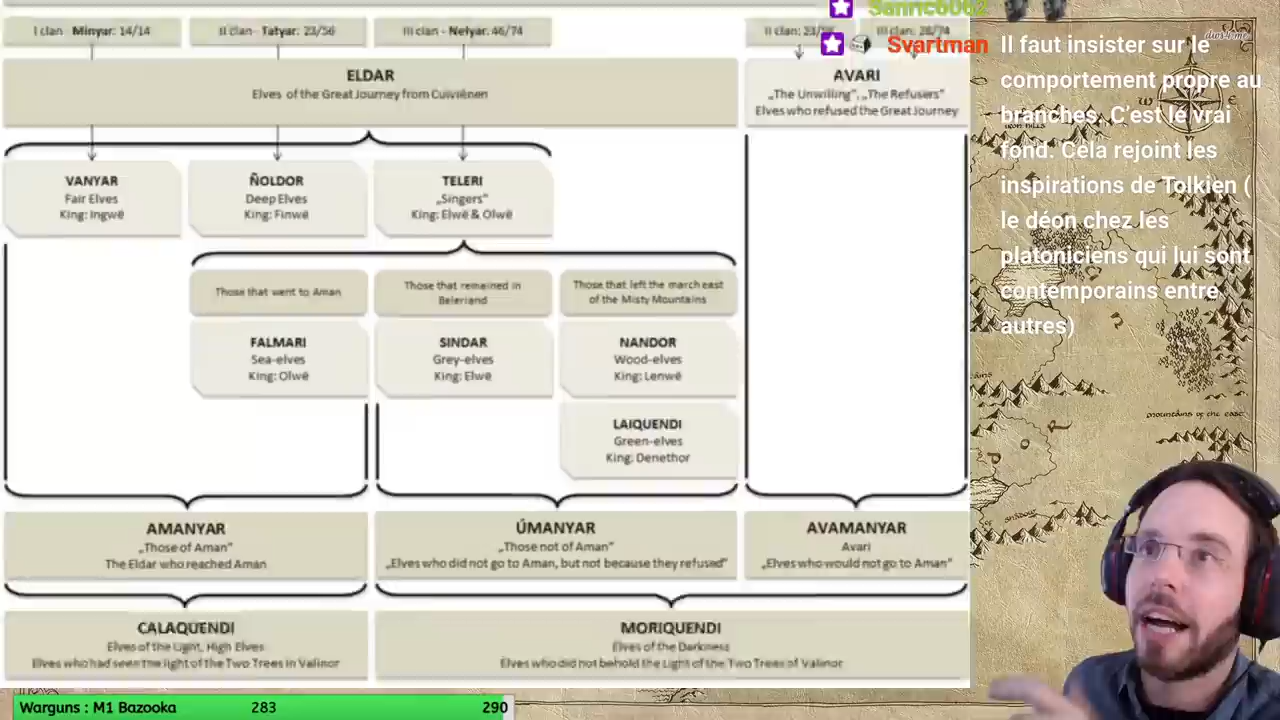 I clan - Minyar: 14/14
II clan- Tatyar: 23/56
III clan - Nelyar: 46/74
ELDAR
Elves of the Great Journey from Cuiviénen
II clan:
III clan: 28/74
AVARI
„The Unwilling", „The Refusers"
Elves who refused the Great Journey
VANYAR
Fair Elves
King: Ingwë
ÑOLDOR
Deep Elves
King: Finwë
TELERI
„Singers"
King: Elwë & Olwë
Those that went to Aman
Those that remained in
Beleriand
Those that left the march east
of the Misty Mountains
FALMARI
Sea-elves
King: Olwë
SINDAR
Grey-elves
King: Elwë
NANDOR
Wood-elves
King: Lenwë
LAIQUENDI
Green-elves
King: Denethor
AMANYAR
„Those of Aman"
The Eldar who reached Aman
ÚMANYAR
„Those not of Aman"
„Elves who did not go to Aman, but not because they refused"
AVAMANYAR
Avari
„Elves who would not go to Aman"
CALAQUENDI
Elves of the Light, High Elves
Elves who had seen the light of the Two Trees in Valinor
MORIQUENDI
Elves of the Darkness
Elves who did not behold the Light of the Two Trees of Valinor
Svartman
Il faut insister sur le
comportement propre au
branches. C'est le vrai
fond. Cela rejoint les
inspirations de Tolkien (
le déon chez les
platoniciens qui lui sont
contemporains entre
autres)
W E
iron hills
mountains of the east
Warguns : M1 Bazooka 283 290